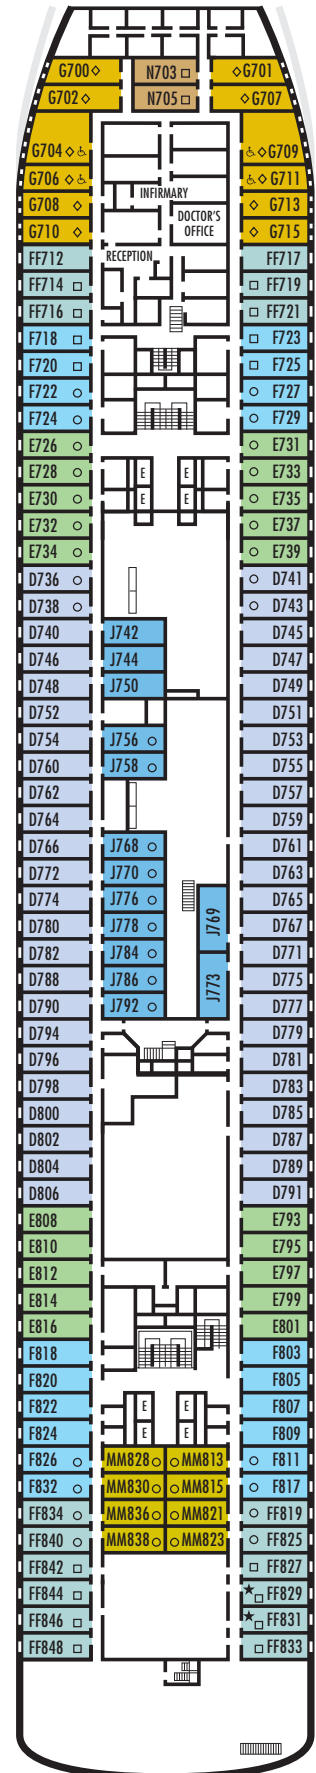 G700 N703 G701
G702 N705 G707
G704 G709
G706 G711
INFIRMARY
G708 G713
DOCTOR'S
OFFICE
G710 G715
RECEPTION
FF712 FF717
FF714 FF719
FF716 FF721
F718 F723
F720 F725
F722 F727
F724 F729
E726 E731
E728 E E E733
E730 E E E735
E732 E737
E734 E739
D736 D741
D738 D743
D740 J742 D745
D746 J744 D747
D748 J750 D749
D752 D751
D754 J756 D753
D760 J758 D755
D762 D757
D764 D759
D766 J768 D761
D772 J770 D763
D774 J776 D765
J769
D780 J778 D767
D782 J784 D771
D788 J786 D775
J773
D790 J792 D777
D794 D779
D796 D781
D798 D783
D800 D785
D802 D787
D804 D789
D806 D791
E808 E793
E810 E795
E812 E797
E814 E799
E816 E801
F818 F803
F820 F805
F822 E E F807
F824 E E F809
F826 MM828 MM813 F811
F832 MM830 MM815 F817
FF834 MM836 MM821 FF819
FF840 MM838 MM823 FF825
FF842 FF827
FF844 FF829
FF846 FF831
FF848 FF833